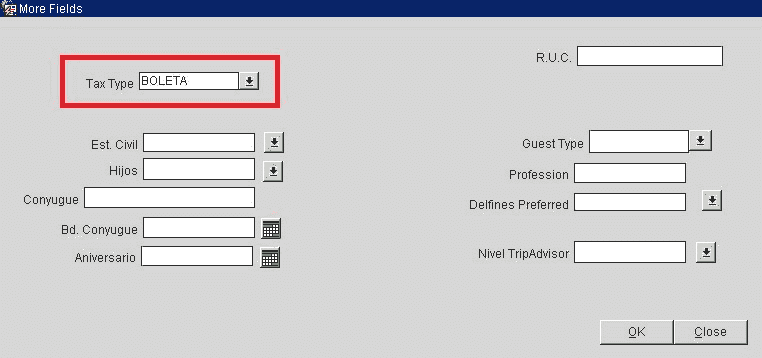 More Fields
R.U.C.
Tax Type BOLETA
Est. Civil
Guest Type
Hijos
Profession
Conyugue
Delfines Preferred
Bd. Conyugue
Nivel TripAdvisor
Aniversario
OK Close